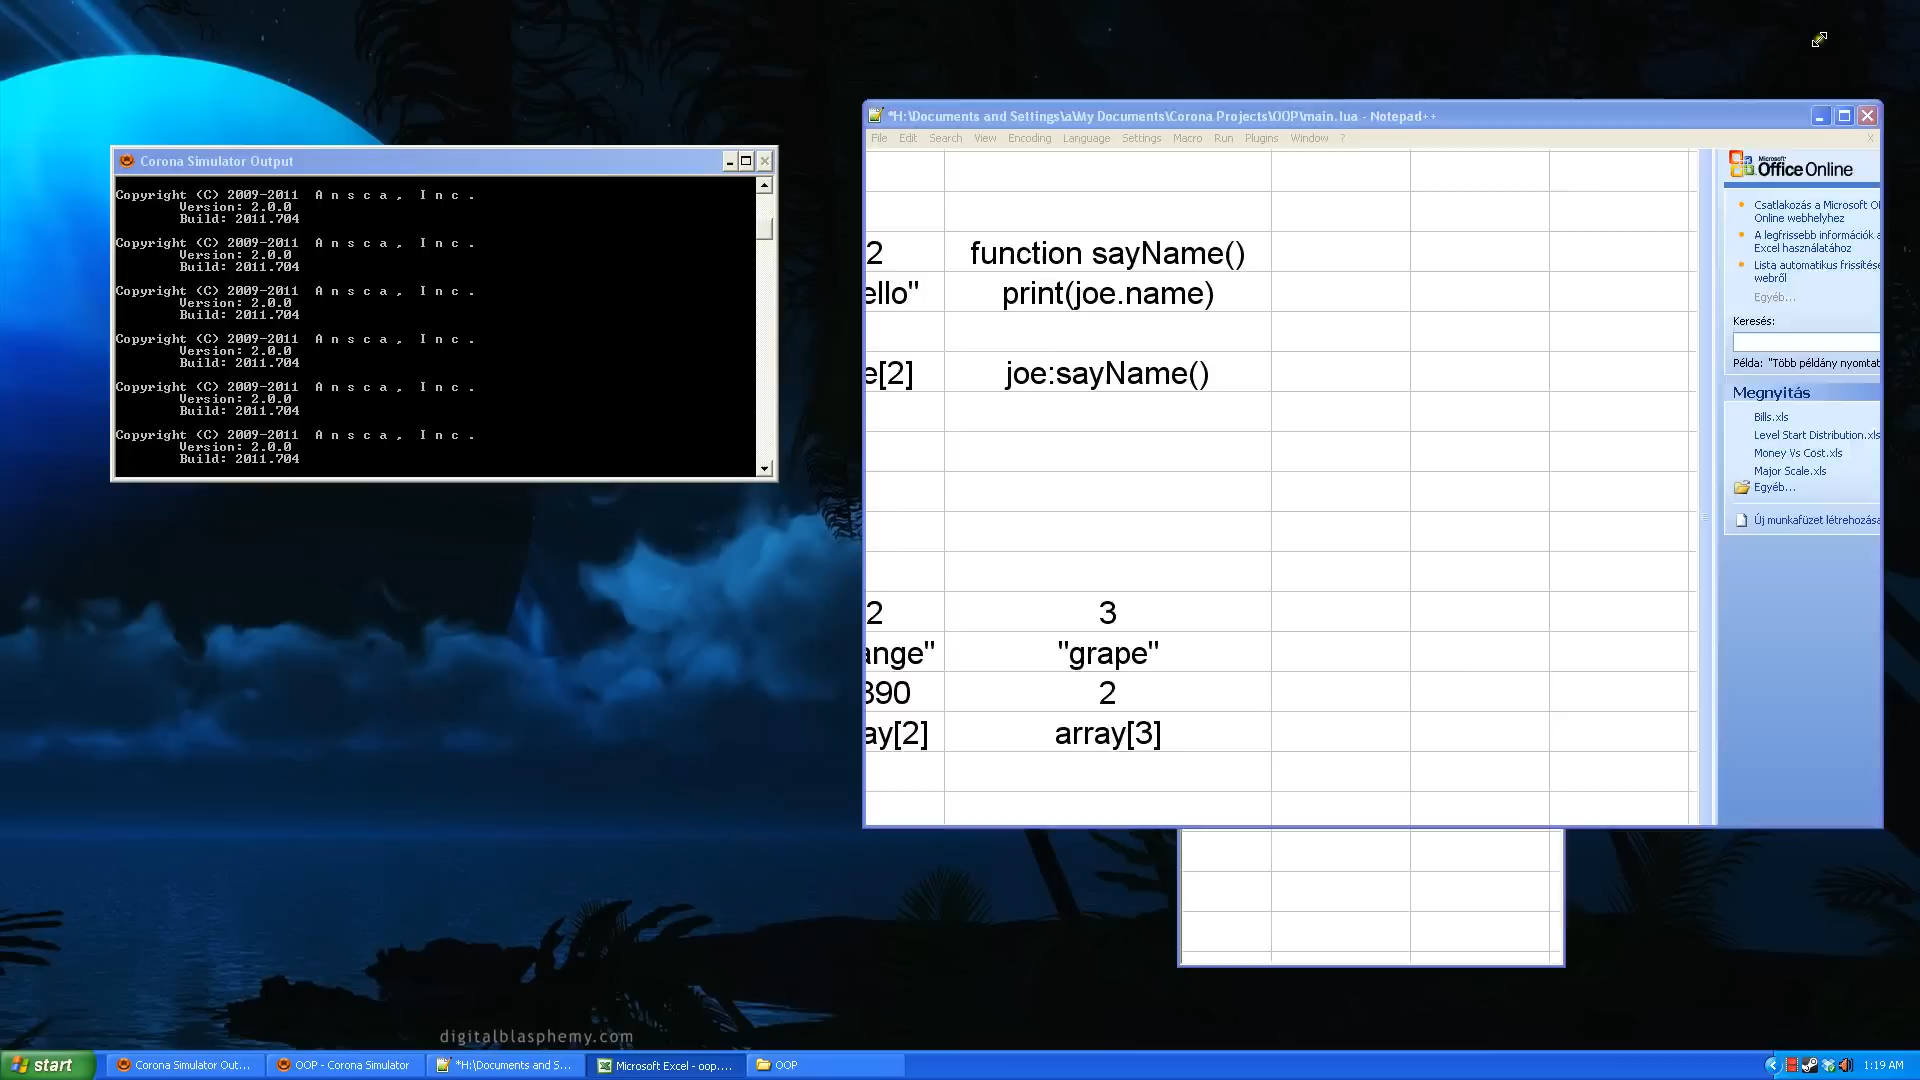 Corona Simulator Output
Copyright (C) 2009-2011 A n s c a , I n c .
Version: 2.0.0
Build: 2011.704
Copyright (C) 2009-2011 A n s c a , I n c .
Version: 2.0.0
Build: 2011.704
Copyright (C) 2009-2011 A n s c a , I n c .
Version: 2.0.0
Build: 2011.704
Copyright (C) 2009-2011 A n s c a , I n c .
Version: 2.0.0
Build: 2011.704
Copyright (C) 2009-2011 A n s c a , I n c .
Version: 2.0.0
Build: 2011.704
Copyright (C) 2009-2011 A n s c a , I n c .
Version: 2.0.0
Build: 2011.704
*H:\Documents and Settings\a\My Documents\Corona Projects\OOP\main.lua - Notepad++
File Edit Search View Encoding Language Settings Macro Run Plugins Window ? X
2 function sayName()
ello" print(joe.name)
e[2] joe:sayName()
2 3
ange" "grape"
390 2
ay[2] array[3]
Microsoft
Office Online
Csatlakozás a Microsoft Of
Online webhelyhez
A legfrissebb információk a
Excel használatához
Lista automatikus frissítése
webről
Egyéb...
Keresés:
Példa: "Több példány nyomtat
Megnyitás
Bills.xls
Level Start Distribution.xls
Money Vs Cost.xls
Major Scale.xls
Egyéb...
Új munkafüzet létrehozása
digitalblasphemy.com
start
Corona Simulator Out...
OOP - Corona Simulator
*H:\Documents and S...
Microsoft Excel - oop....
OOP
1:19 AM